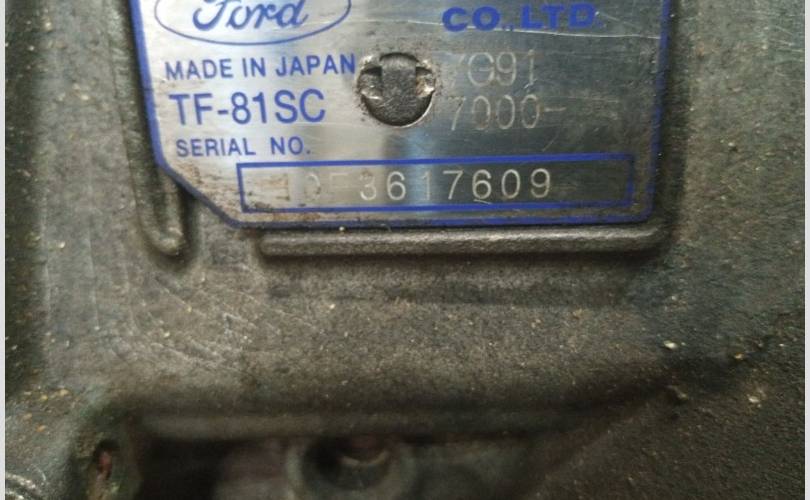 Ford
CO., LTD.
MADE IN JAPAN
7G91
TF-81SC
7000-
SERIAL NO.
3617609